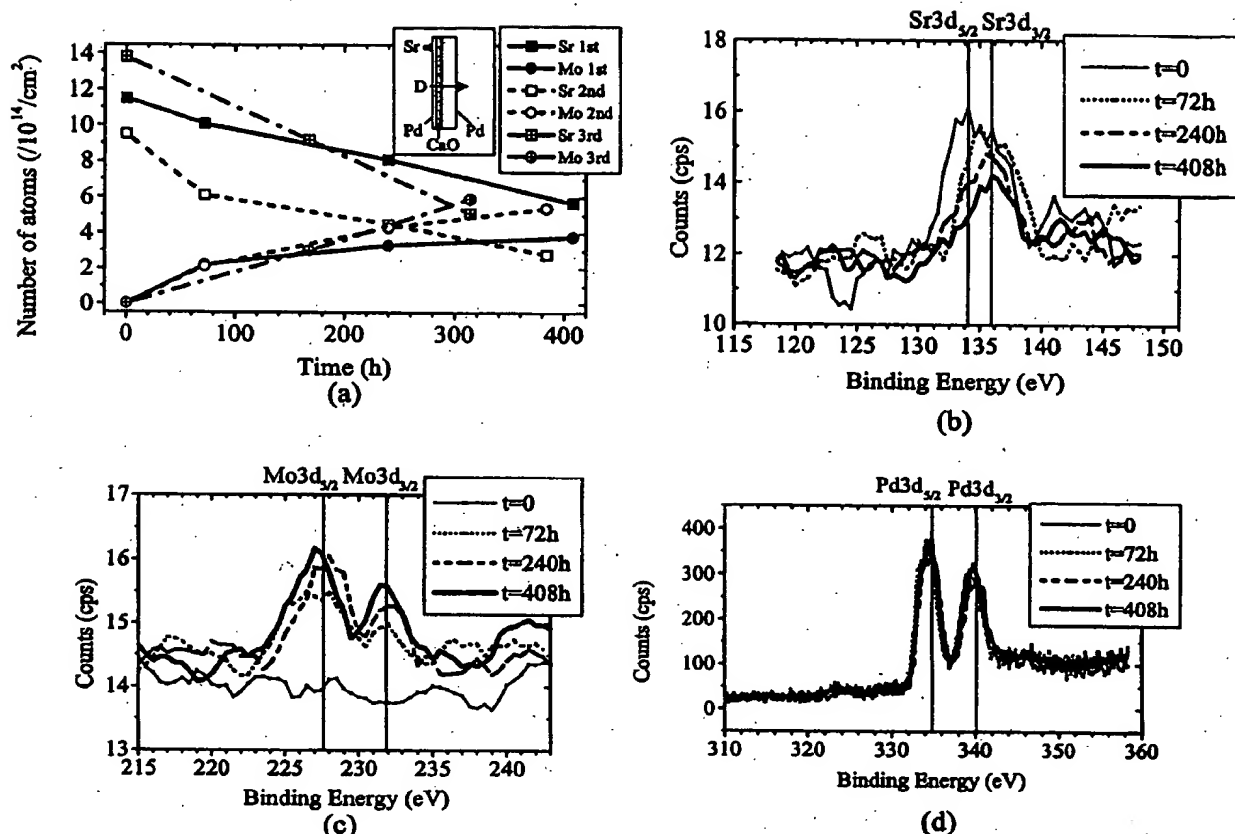 Number of atoms (/10¹⁴/cm²)
14
12
10
8
6
4
2
0
0 100 200 300 400
Time (h)
(a)
Sr
D
Pd
Pd
CaO
Sr 1st
Mo 1st
Sr 2nd
Mo 2nd
Sr 3rd
Mo 3rd
Sr3d5/2 Sr3d3/2
Counts (cps)
18
16
14
12
10
115 120 125 130 135 140 145 150
Binding Energy (eV)
(b)
t=0
t=72h
t=240h
t=408h
Mo3d5/2 Mo3d3/2
Counts (cps)
17
16
15
14
13
215 220 225 230 235 240
Binding Energy (eV)
(c)
t=0
t=72h
t=240h
t=408h
Pd3d5/2 Pd3d3/2
Counts (cps)
400
300
200
100
0
310 320 330 340 350 360
Binding Energy (eV)
(d)
t=0
t=72h
t=240h
t=408h